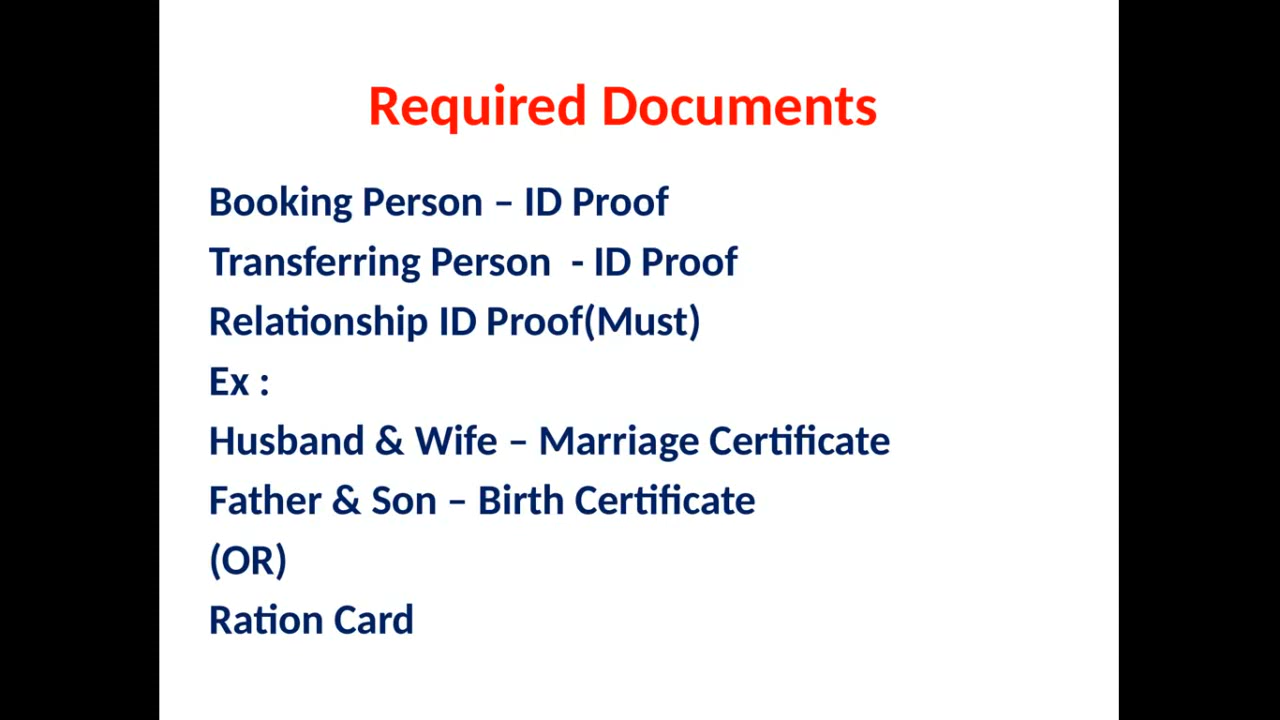 Required Documents
Booking Person – ID Proof
Transferring Person  - ID Proof
Relationship ID Proof(Must)
Ex :
Husband & Wife – Marriage Certificate
Father & Son – Birth Certificate
(OR)
Ration Card